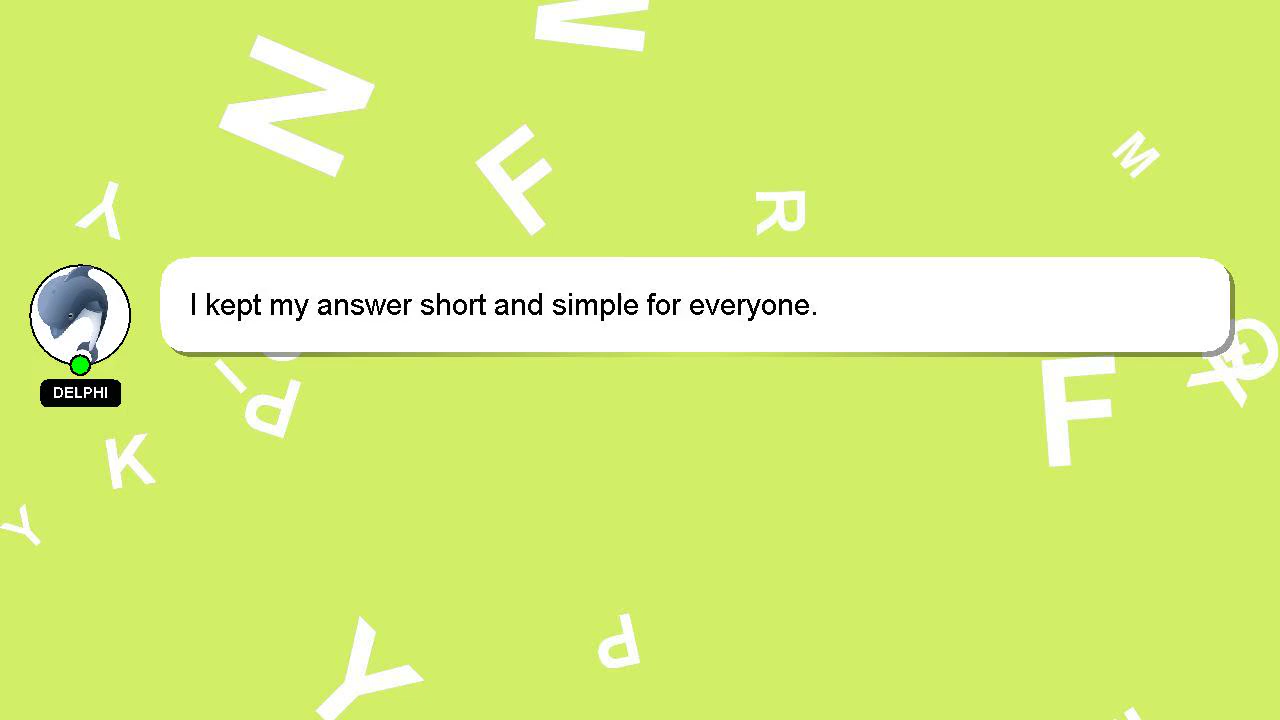 N
F
M
Y
R
I kept my answer short and simple for everyone.
DELPHI
P
F
K
Y
Y
P